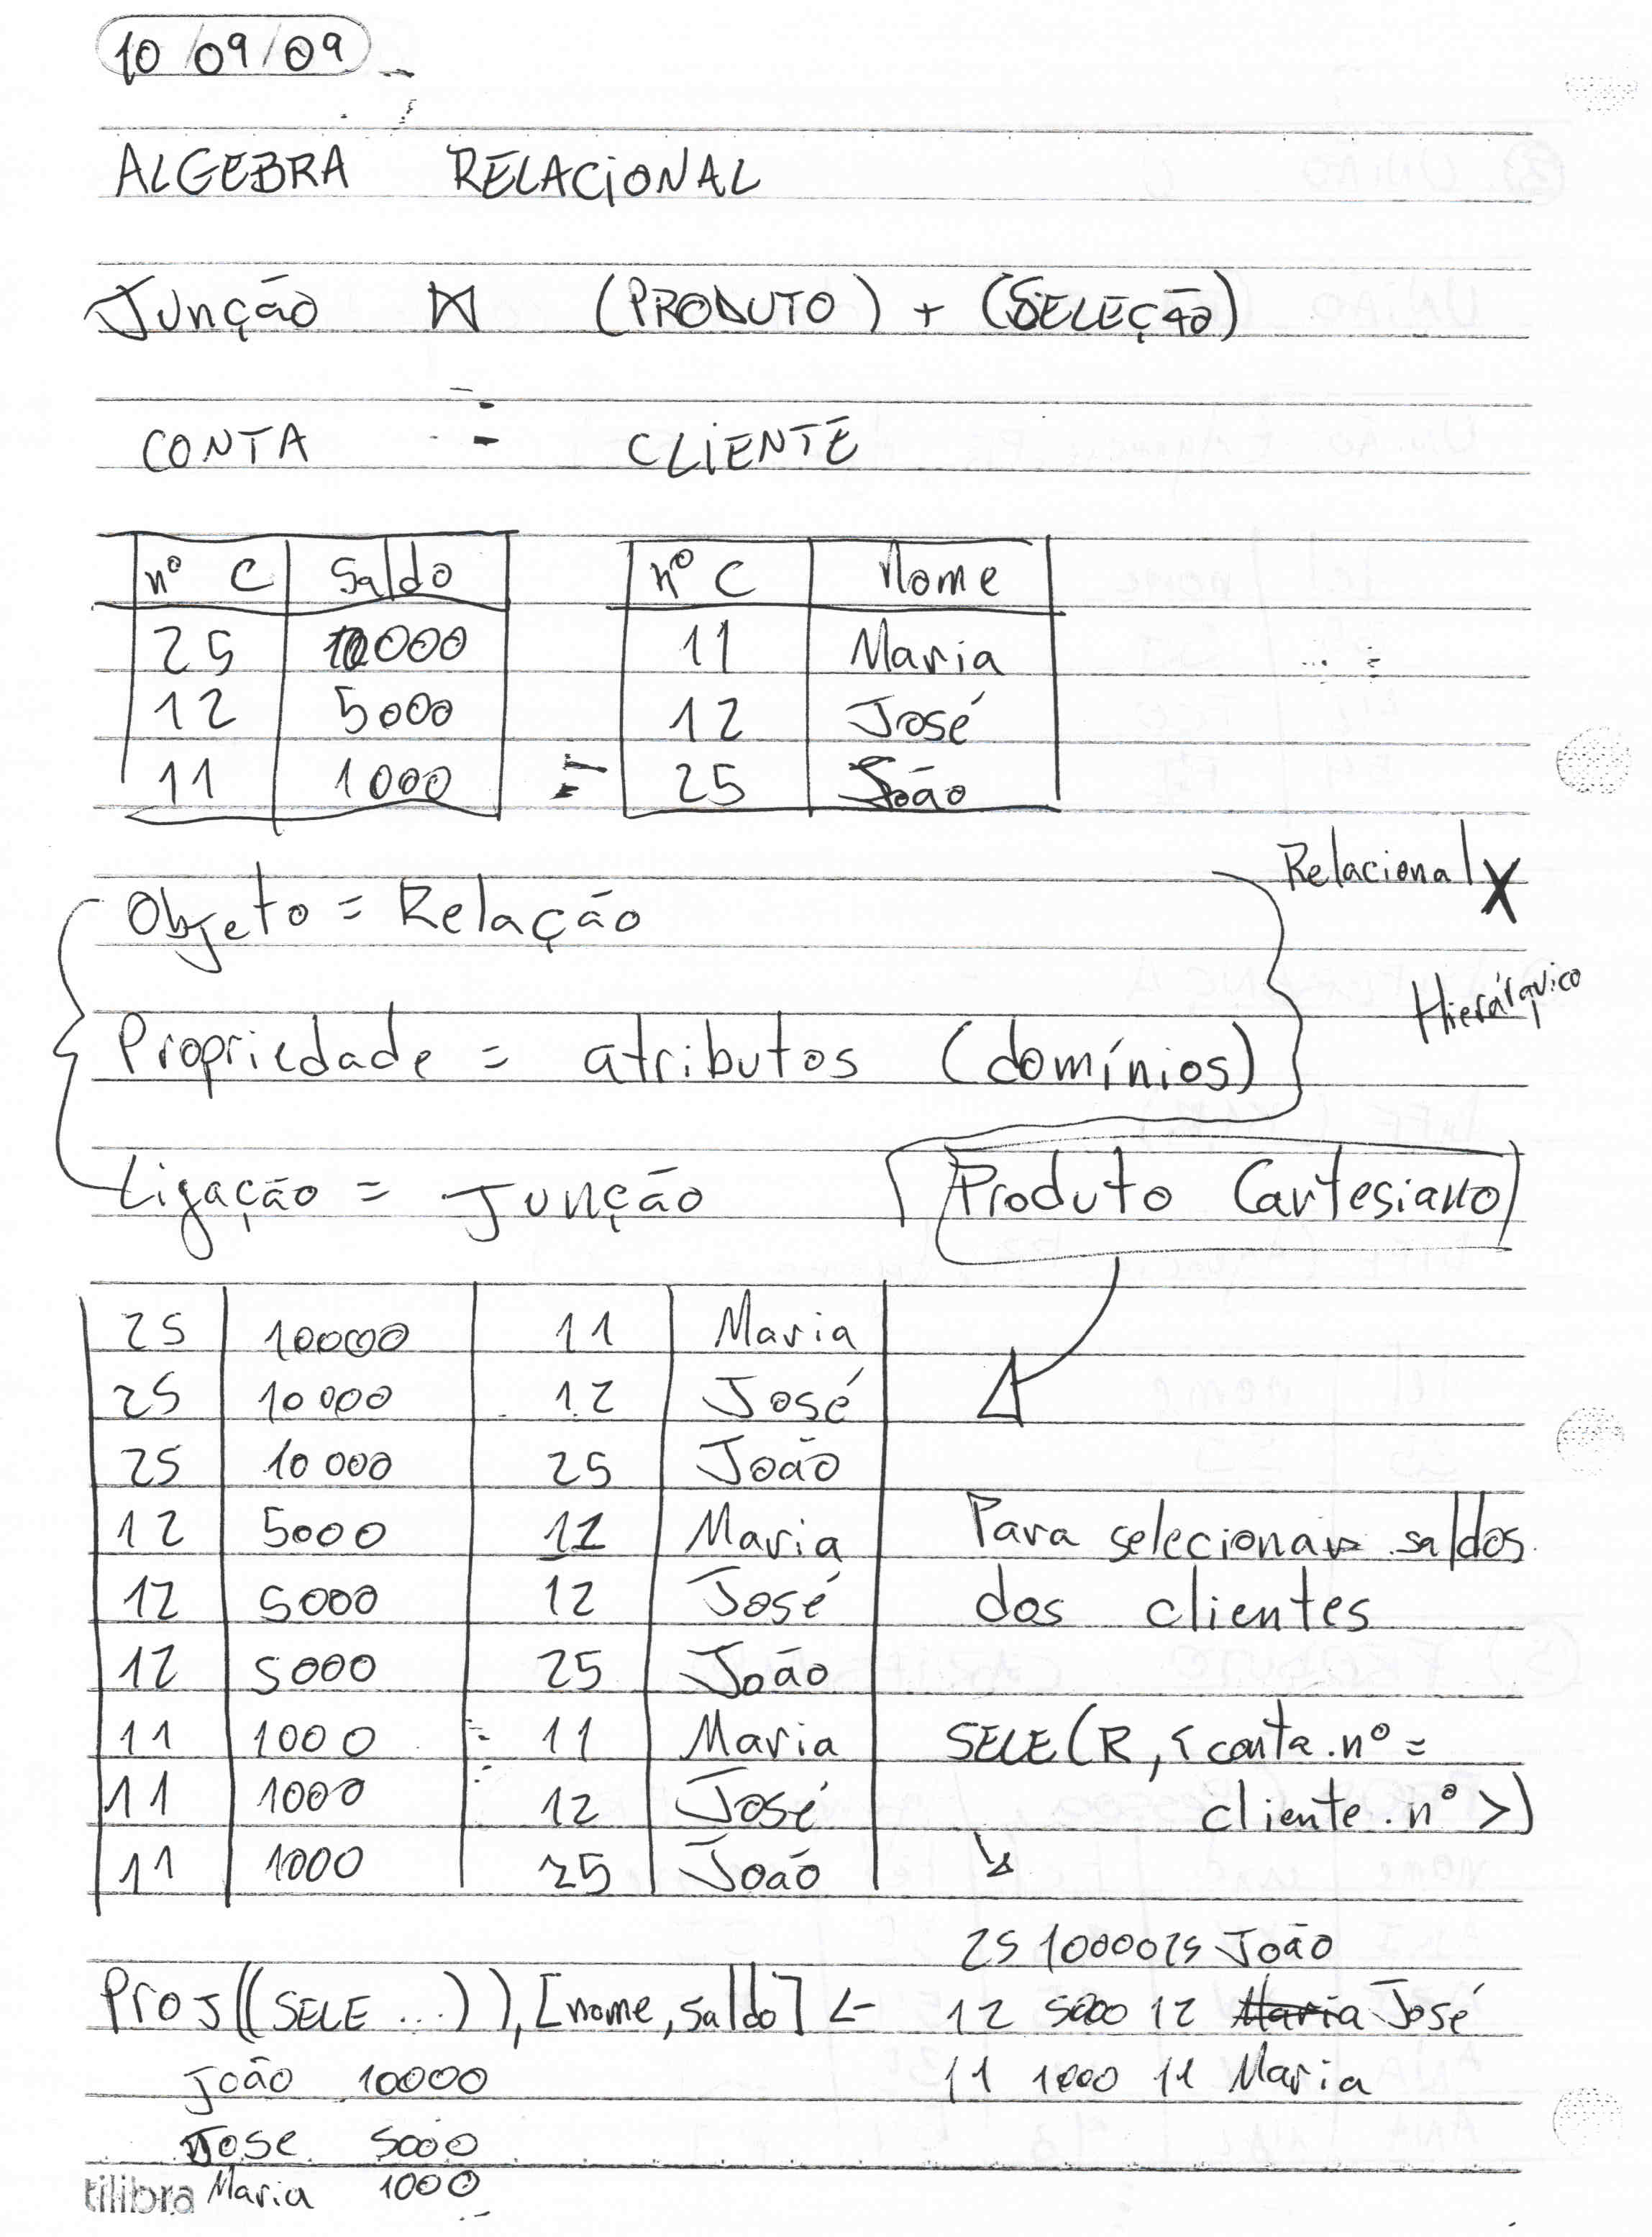 10/09/09
ALGEBRA RELACIONAL
Junção ⋈ (PRODUTO) + (SELEÇÃO)
CONTA CLIENTE
nº C Saldo nº C Nome
25 10000 11 Maria
12 5000 12 José
11 1000 25 João
Relacional X
Objeto = Relação
Hierárquico
Propriedade = atributos (domínios)
Ligação = Junção Produto Cartesiano
25 10000 11 Maria
25 10000 12 José
25 10000 25 João
12 5000 11 Maria Para selecionar saldos
12 5000 12 José dos clientes
12 5000 25 João
11 1000 11 Maria SELE(R, <conta.nº =
11 1000 12 José cliente.nº >)
11 1000 25 João
25 10000 25 João
Proj((SELE ...)), [nome, saldo] <- 12 5000 12 Maria José
João 10000 11 1000 11 Maria
Jose 5000
tilibra Maria 1000